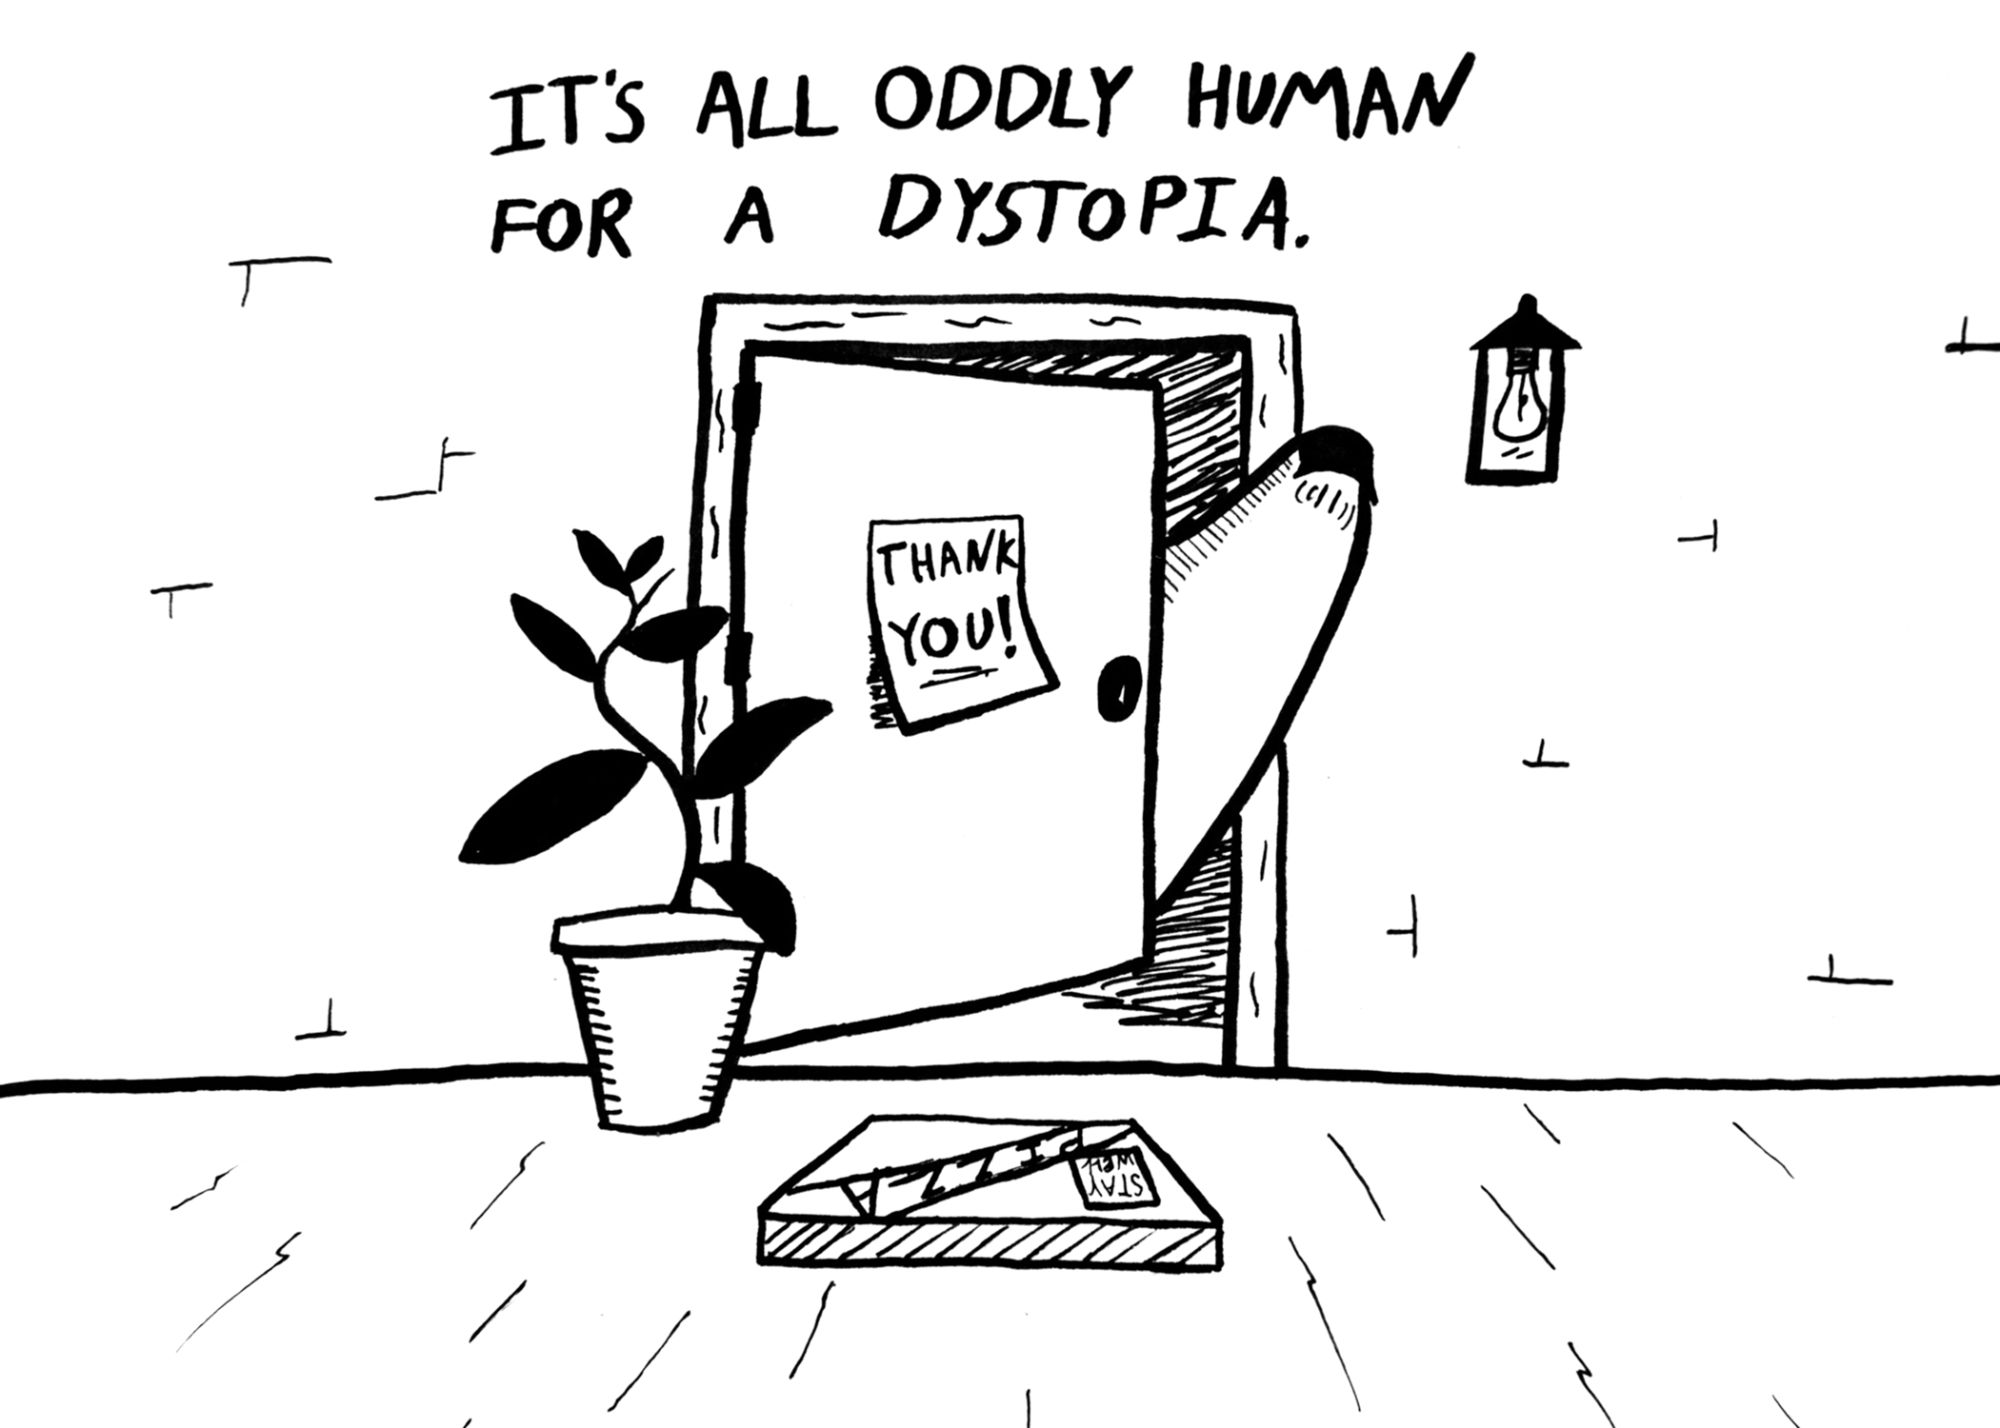 IT'S ALL ODDLY HUMAN
FOR A DYSTOPIA.
THANK
YOU!
PIZZA
STAY
WELL